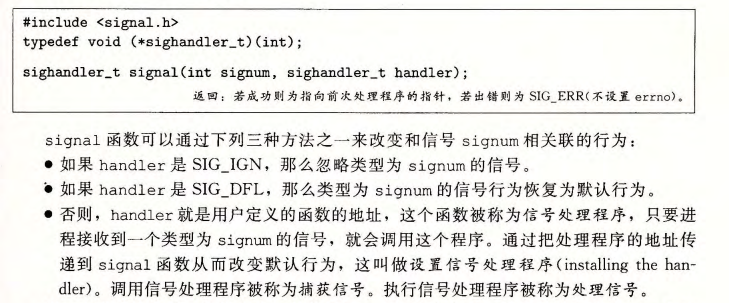 #include <signal.h>
typedef void (*sighandler_t)(int);
sighandler_t signal(int signum, sighandler_t handler);
返回：若成功则为指向前次处理程序的指针，若出错则为 SIG_ERR(不设置 errno)。
signal 函数可以通过下列三种方法之一来改变和信号 signum 相关联的行为：
● 如果 handler 是 SIG_IGN，那么忽略类型为 signum 的信号。
● 如果 handler 是 SIG_DFL，那么类型为 signum 的信号行为恢复为默认行为。
● 否则，handler 就是用户定义的函数的地址，这个函数被称为信号处理程序，只要进
程接收到一个类型为 signum 的信号，就会调用这个程序。通过把处理程序的地址传
递到 signal 函数从而改变默认行为，这叫做设置信号处理程序(installing the han-
dler)。调用信号处理程序被称为捕获信号。执行信号处理程序被称为处理信号。